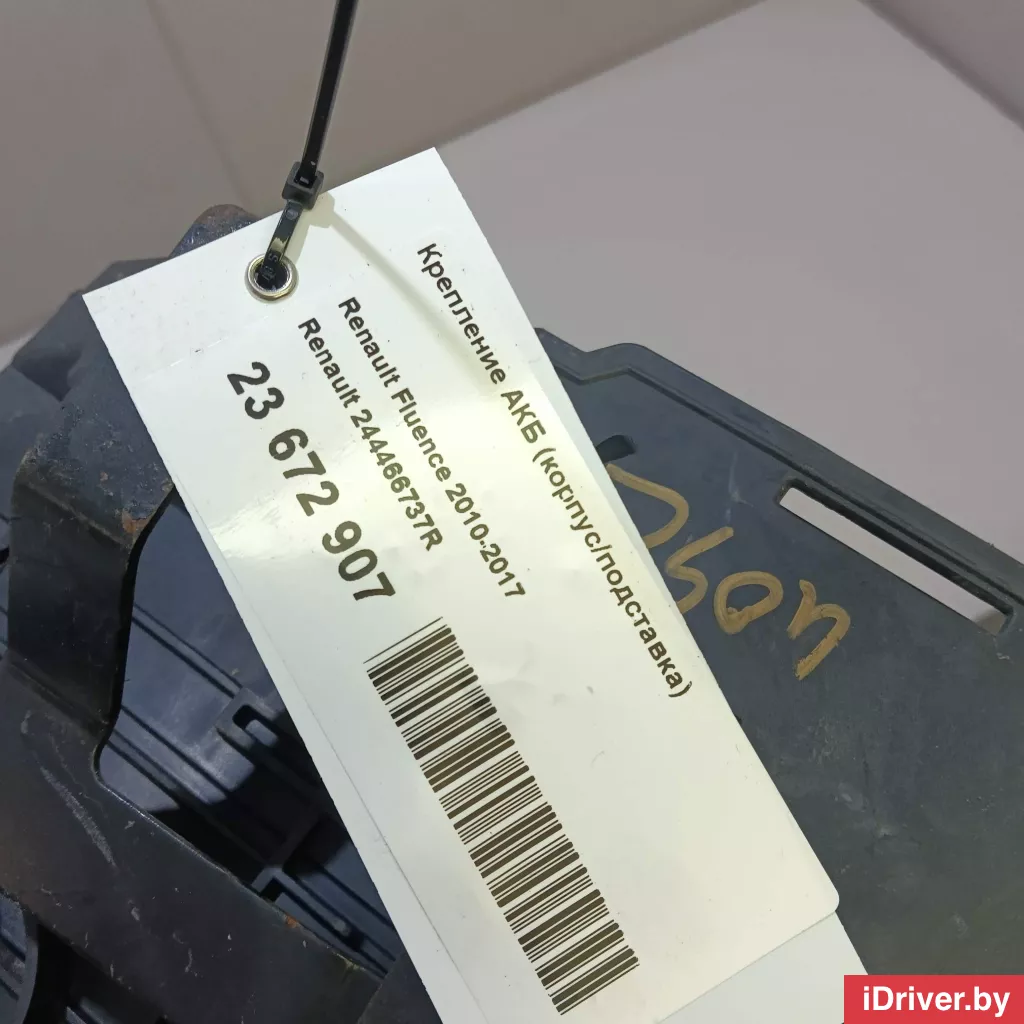 Крепление АКБ (корпус/подставка)
Renault Fluence 2010-2017
Renault 244466737R
23 672 907
iDriver.by